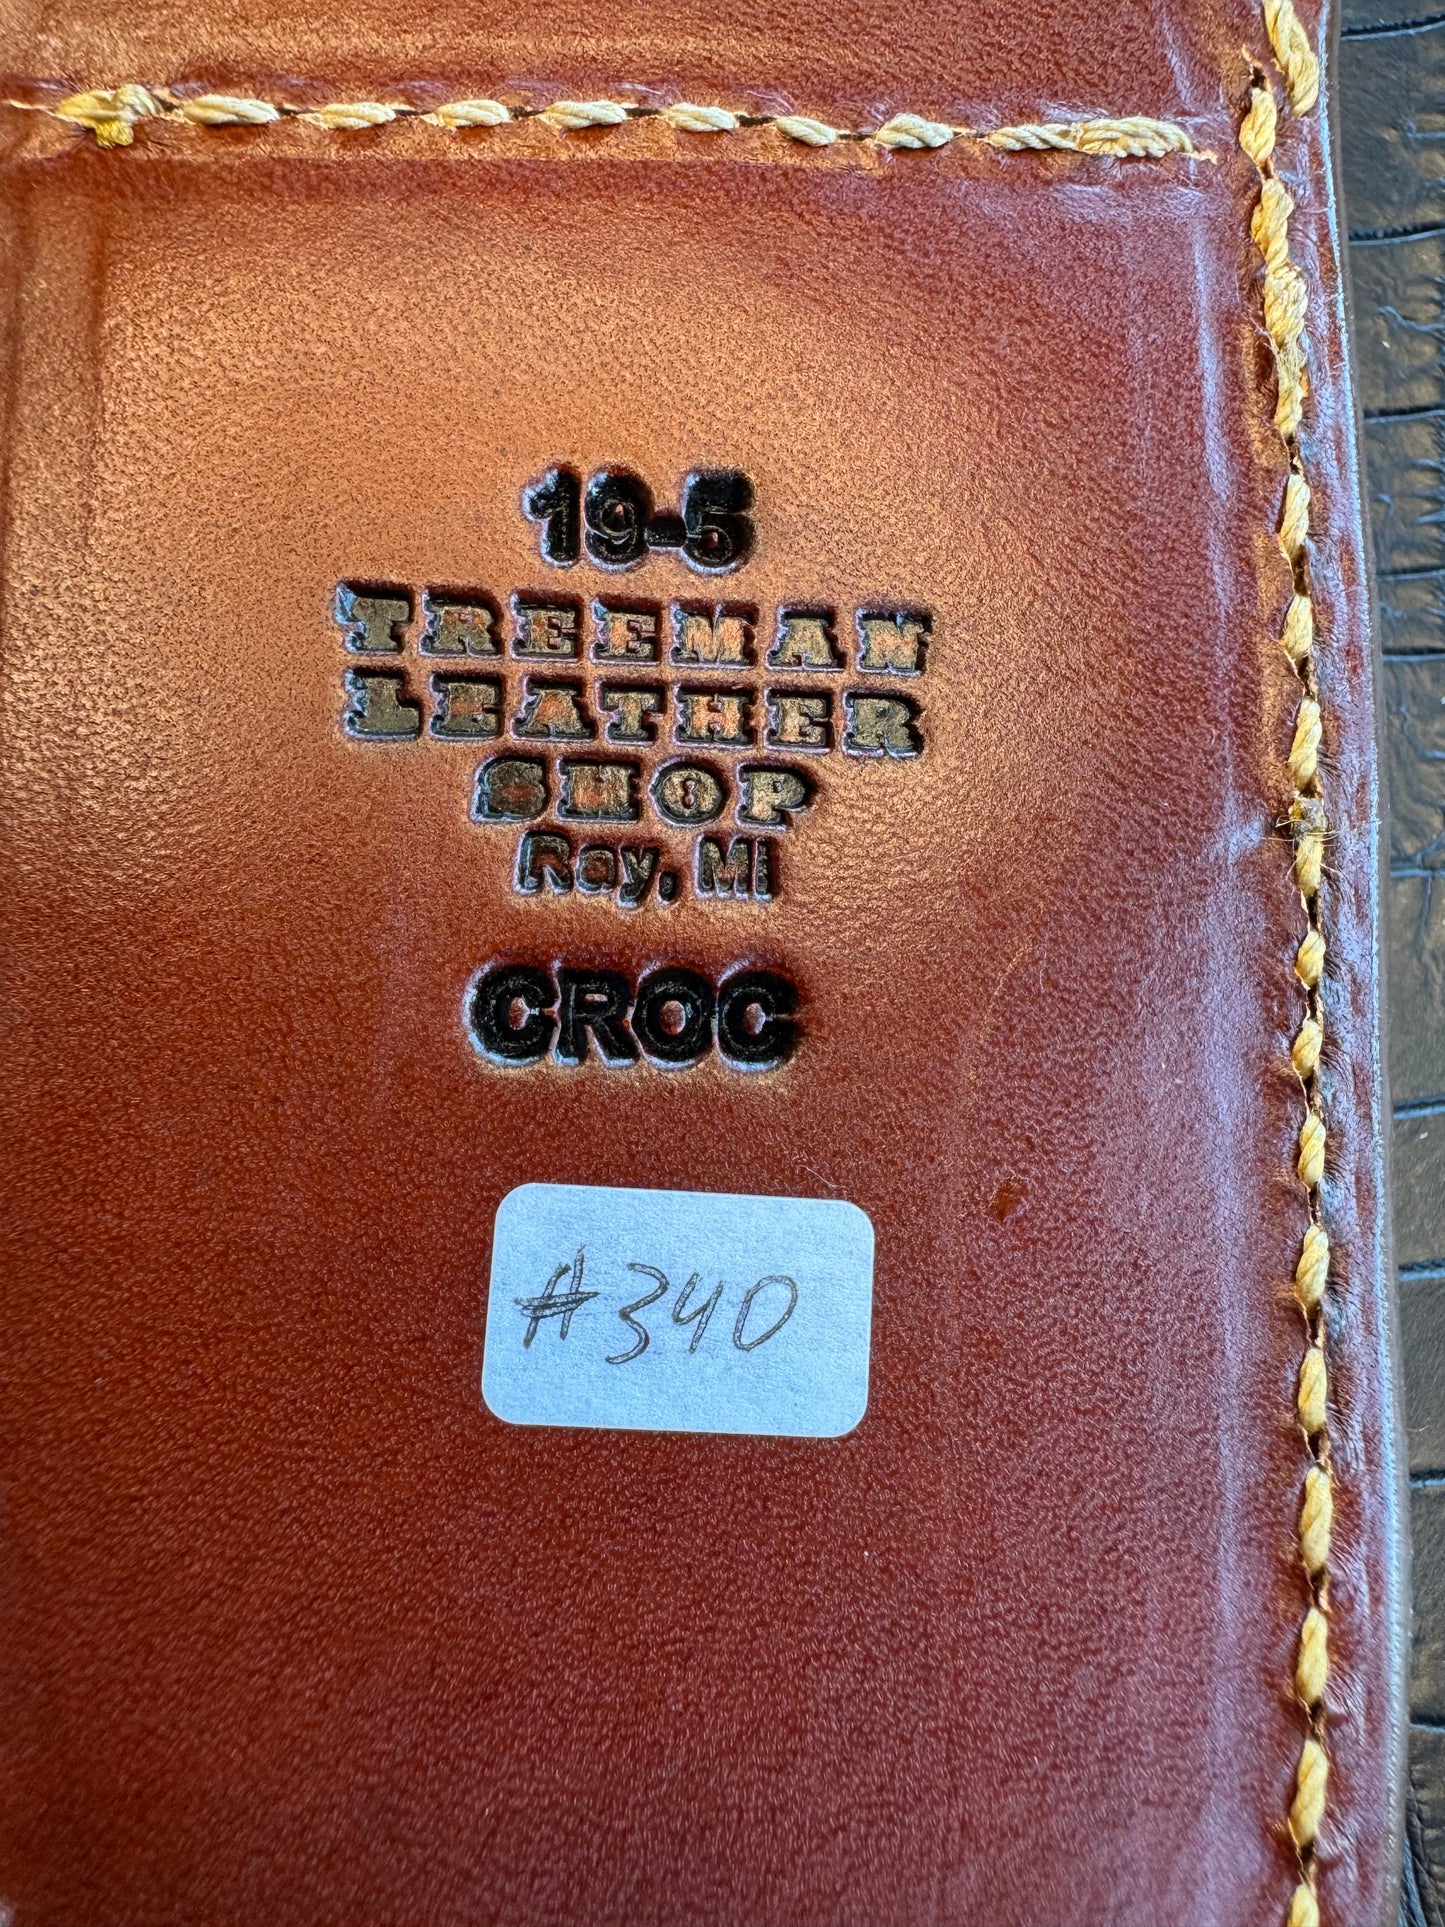 19-5
TREEMAN
LEATHER
SHOP
Ray, MI
CROC
#340